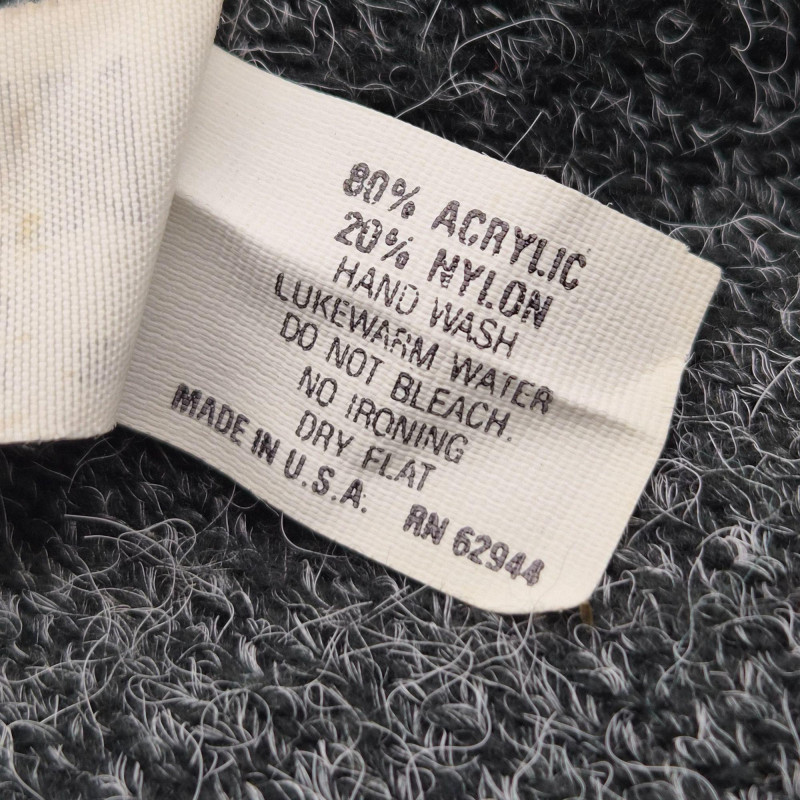 80% ACRYLIC
20% NYLON
HAND WASH
LUKEWARM WATER
DO NOT BLEACH.
NO IRONING
DRY FLAT
MADE IN U.S.A. RN 62944